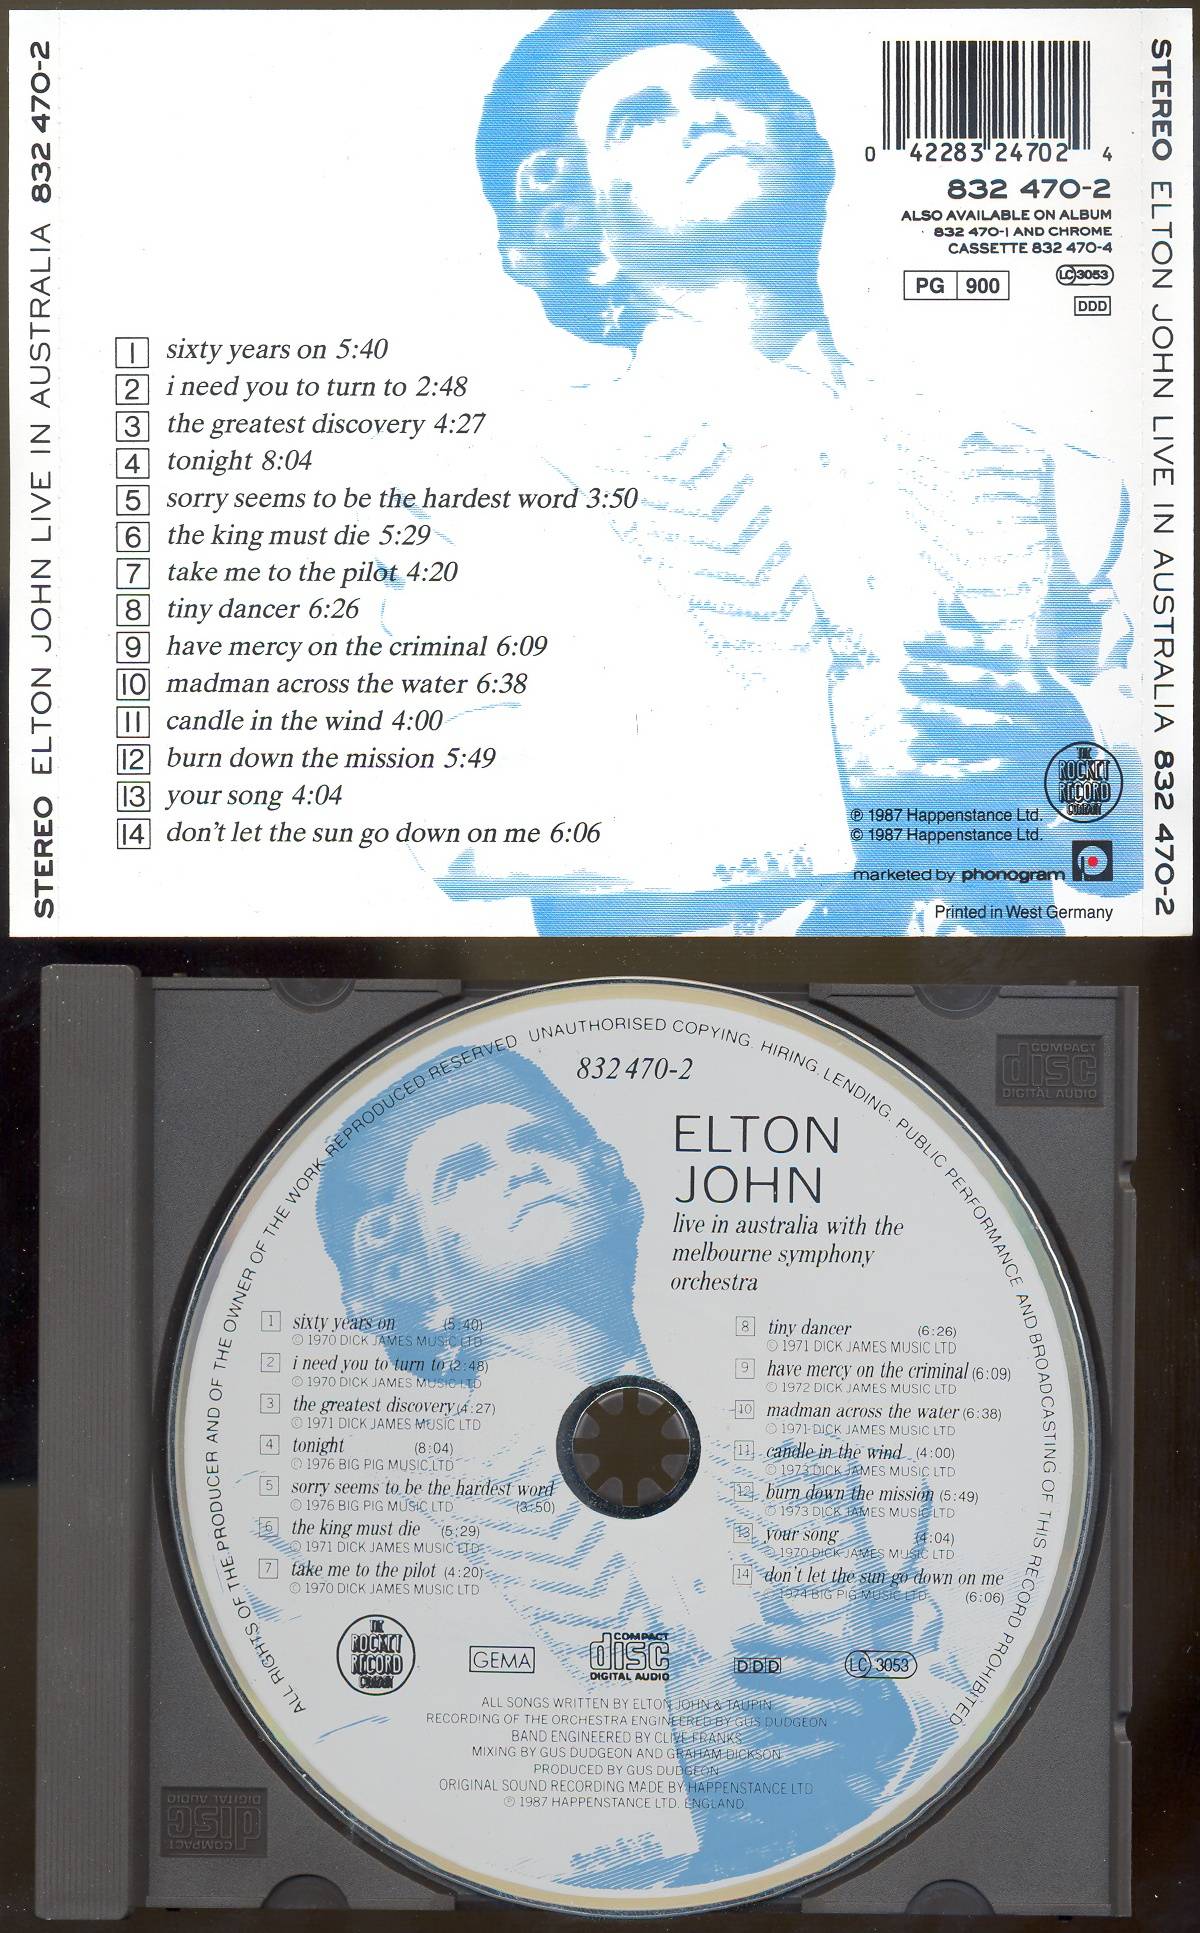 STEREO ELTON JOHN LIVE IN AUSTRALIA 832 470-2
0 42283 24702 4
832 470-2
ALSO AVAILABLE ON ALBUM
832 470-1 AND CHROME
CASSETTE 832 470-4
PG 900
LC 3053
DDD
1 sixty years on 5:40
2 i need you to turn to 2:48
3 the greatest discovery 4:27
4 tonight 8:04
5 sorry seems to be the hardest word 3:50
6 the king must die 5:29
7 take me to the pilot 4:20
8 tiny dancer 6:26
9 have mercy on the criminal 6:09
10 madman across the water 6:38
11 candle in the wind 4:00
12 burn down the mission 5:49
13 your song 4:04
14 don't let the sun go down on me 6:06
THE
ROCKET
RECORD
COMPANY
℗ 1987 Happenstance Ltd.
© 1987 Happenstance Ltd.
marketed by phonogram
Printed in West Germany
STEREO ELTON JOHN LIVE IN AUSTRALIA 832 470-2
COMPACT
disc
DIGITAL AUDIO
ALL RIGHTS OF THE PRODUCER AND OF THE OWNER OF THE WORK REPRODUCED RESERVED. UNAUTHORISED COPYING. HIRING. LENDING. PUBLIC PERFORMANCE AND BROADCASTING OF THIS RECORD PROHIBITED
832 470-2
ELTON
JOHN
live in australia with the
melbourne symphony
orchestra
1 sixty years on (5:40)
© 1970 DICK JAMES MUSIC LTD
2 i need you to turn to (2:48)
© 1970 DICK JAMES MUSIC LTD
3 the greatest discovery (4:27)
© 1971 DICK JAMES MUSIC LTD
4 tonight (8:04)
© 1976 BIG PIG MUSIC LTD
5 sorry seems to be the hardest word
© 1976 BIG PIG MUSIC LTD (3:50)
6 the king must die (5:29)
© 1971 DICK JAMES MUSIC LTD
7 take me to the pilot (4:20)
© 1970 DICK JAMES MUSIC LTD
8 tiny dancer (6:26)
© 1971 DICK JAMES MUSIC LTD
9 have mercy on the criminal (6:09)
© 1972 DICK JAMES MUSIC LTD
10 madman across the water (6:38)
© 1971 DICK JAMES MUSIC LTD
11 candle in the wind (4:00)
© 1973 DICK JAMES MUSIC LTD
12 burn down the mission (5:49)
© 1973 DICK JAMES MUSIC LTD
13 your song (4:04)
© 1970 DICK JAMES MUSIC LTD
14 don't let the sun go down on me
© 1974 BIG PIG MUSIC LTD (6:06)
THE
ROCKET
RECORD
COMPANY
GEMA
COMPACT
disc
DIGITAL AUDIO
DDD
LC 3053
ALL SONGS WRITTEN BY ELTON JOHN & TAUPIN
RECORDING OF THE ORCHESTRA ENGINEERED BY GUS DUDGEON
BAND ENGINEERED BY CLIVE FRANKS
MIXING BY GUS DUDGEON AND GRAHAM DICKSON
PRODUCED BY GUS DUDGEON
ORIGINAL SOUND RECORDING MADE BY HAPPENSTANCE LTD
℗ 1987 HAPPENSTANCE LTD. ENGLAND
COMPACT
disc
DIGITAL AUDIO